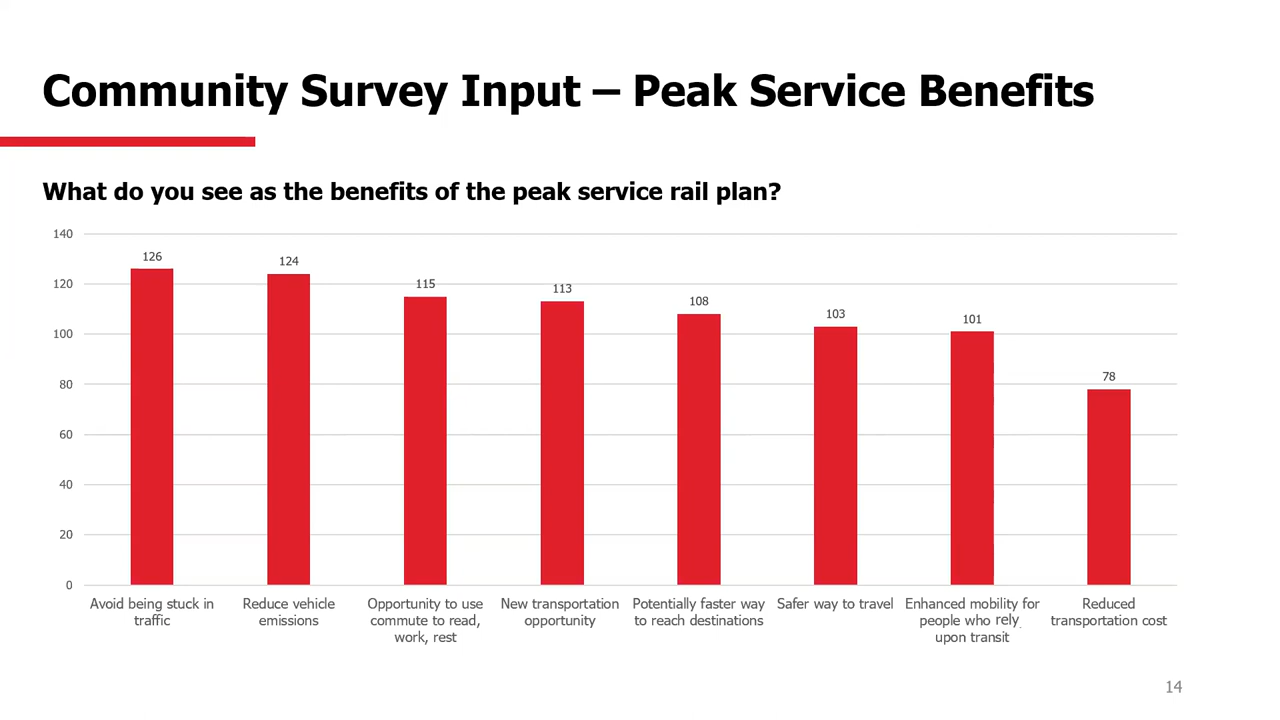 Community Survey Input – Peak Service Benefits
What do you see as the benefits of the peak service rail plan?
140
120
100
80
60
40
20
0
126
124
115
113
108
103
101
78
Avoid being stuck in
traffic
Reduce vehicle
emissions
Opportunity to use
commute to read,
work, rest
New transportation
opportunity
Potentially faster way
to reach destinations
Safer way to travel
Enhanced mobility for
people who rely
upon transit
Reduced
transportation cost
14